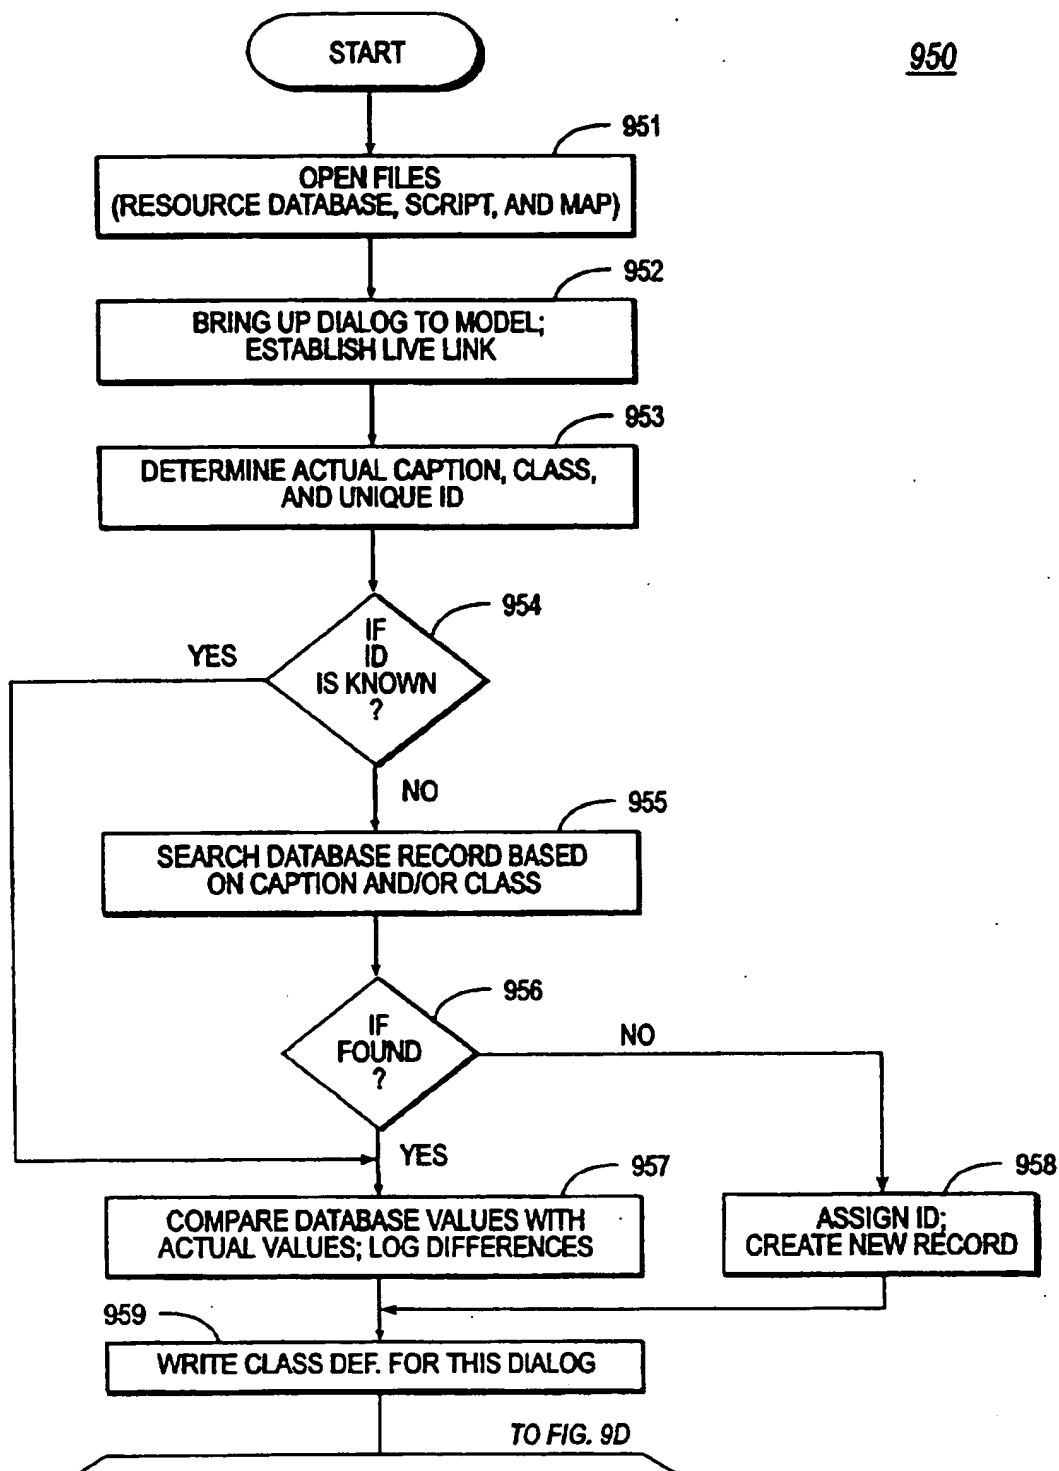 START
950
951
OPEN FILES
(RESOURCE DATABASE, SCRIPT, AND MAP)
952
BRING UP DIALOG TO MODEL;
ESTABLISH LIVE LINK
953
DETERMINE ACTUAL CAPTION, CLASS,
AND UNIQUE ID
954
IF
ID
IS KNOWN
?
YES
NO
955
SEARCH DATABASE RECORD BASED
ON CAPTION AND/OR CLASS
956
IF
FOUND
?
NO
YES
957
COMPARE DATABASE VALUES WITH
ACTUAL VALUES; LOG DIFFERENCES
958
ASSIGN ID;
CREATE NEW RECORD
959
WRITE CLASS DEF. FOR THIS DIALOG
TO FIG. 9D